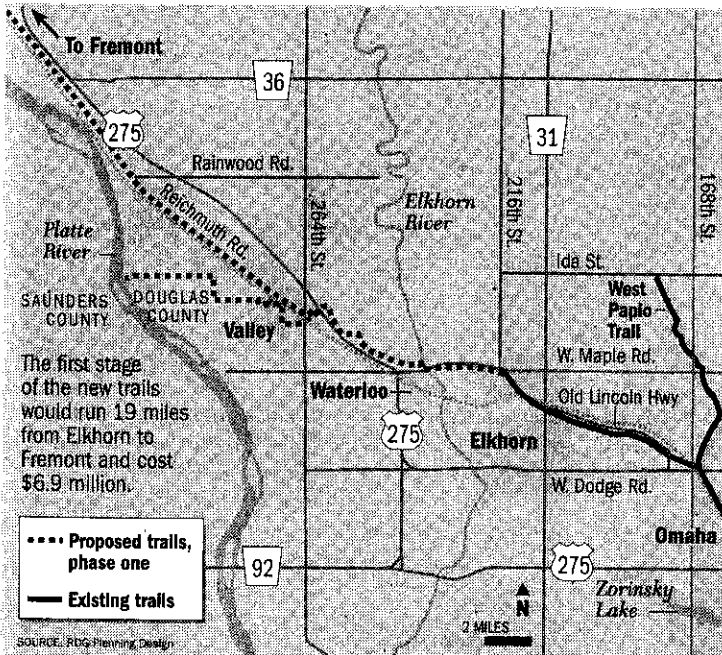 To Fremont
36
275
31
Rainwood Rd.
Reichmuth Rd.
264th St.
Elkhorn
River
216th St.
168th St.
Platte
River
Ida St.
SAUNDERS
COUNTY
DOUGLAS
COUNTY
West
Papio
Trail
Valley
W. Maple Rd.
The first stage
of the new trails
would run 19 miles
from Elkhorn to
Fremont and cost
$6.9 million.
Waterloo
Old Lincoln Hwy
275
Elkhorn
W. Dodge Rd.
Omaha
Proposed trails,
phase one
Existing trails
92
275
Zorinsky
Lake
N
2 MILES
SOURCE: RDG Planning Design